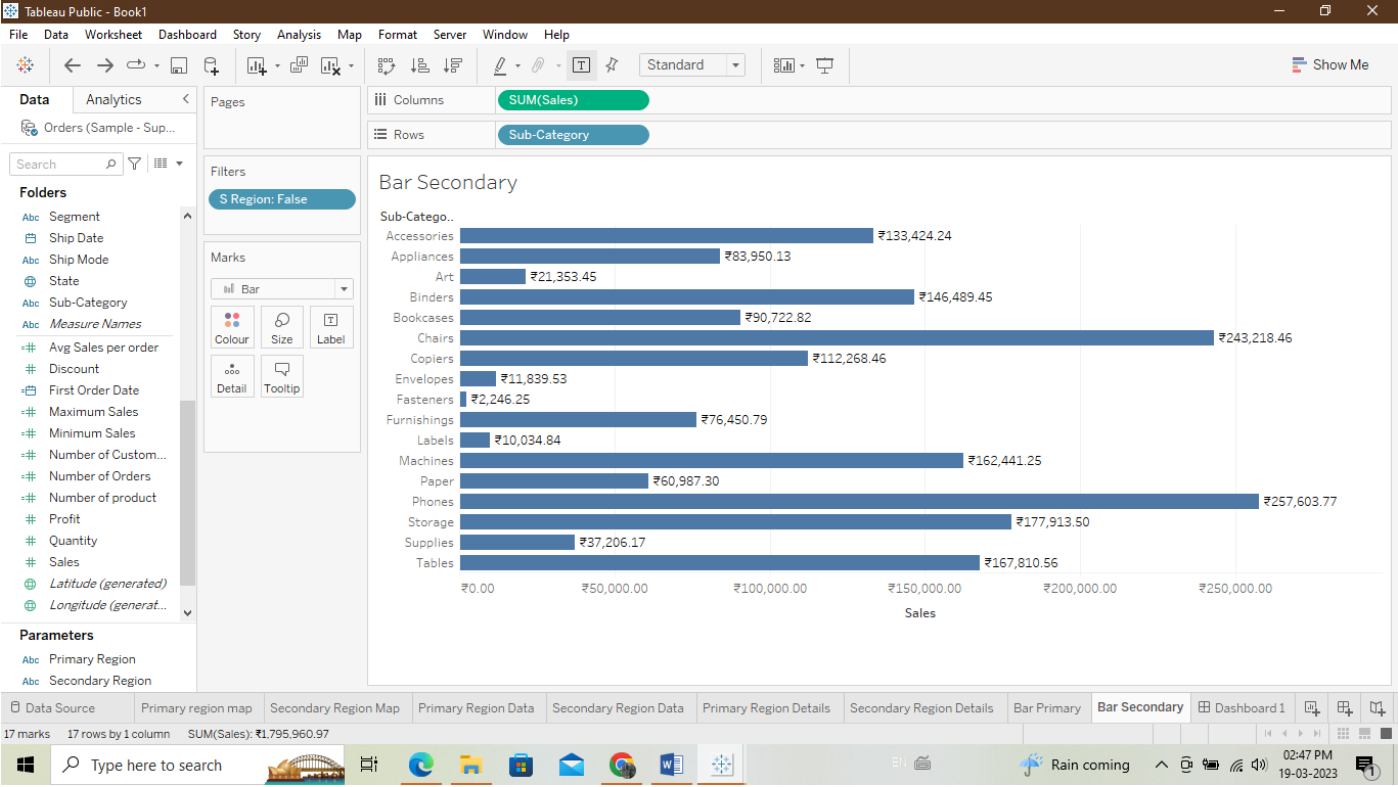 Tableau Public - Book1
File Data Worksheet Dashboard Story Analysis Map Format Server Window Help
Standard
Show Me
Data Analytics
Orders (Sample - Sup...
Search
Folders
Abc Segment
Ship Date
Abc Ship Mode
State
Abc Sub-Category
Abc Measure Names
=# Avg Sales per order
# Discount
First Order Date
=# Maximum Sales
=# Minimum Sales
=# Number of Custom...
=# Number of Orders
=# Number of product
# Profit
# Quantity
# Sales
Latitude (generated)
Longitude (generat...
Parameters
Abc Primary Region
Abc Secondary Region
Pages
Filters
S Region: False
Marks
Bar
Colour Size Label
Detail Tooltip
Columns SUM(Sales)
Rows Sub-Category
Bar Secondary
Sub-Catego..
Accessories ₹133,424.24
Appliances ₹83,950.13
Art ₹21,353.45
Binders ₹146,489.45
Bookcases ₹90,722.82
Chairs ₹243,218.46
Copiers ₹112,268.46
Envelopes ₹11,839.53
Fasteners ₹2,246.25
Furnishings ₹76,450.79
Labels ₹10,034.84
Machines ₹162,441.25
Paper ₹60,987.30
Phones ₹257,603.77
Storage ₹177,913.50
Supplies ₹37,206.17
Tables ₹167,810.56
₹0.00 ₹50,000.00 ₹100,000.00 ₹150,000.00 ₹200,000.00 ₹250,000.00
Sales
Data Source Primary region map Secondary Region Map Primary Region Data Secondary Region Data Primary Region Details Secondary Region Details Bar Primary Bar Secondary Dashboard 1
17 marks 17 rows by 1 column SUM(Sales): ₹1,795,960.97
Type here to search
EN
Rain coming
02:47 PM
19-03-2023
1